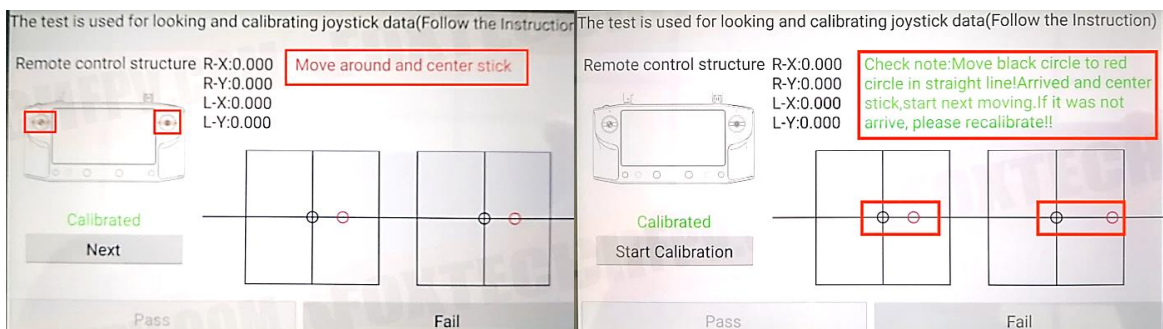 The test is used for looking and calibrating joystick data(Follow the Instruction
Remote control structure R-X:0.000 Move around and center stick
R-Y:0.000
L-X:0.000
L-Y:0.000
Calibrated
Next
Pass
Fail
The test is used for looking and calibrating joystick data(Follow the Instruction)
Remote control structure R-X:0.000 Check note:Move black circle to red
R-Y:0.000 circle in straight line!Arrived and center
L-X:0.000 stick,start next moving.If it was not
L-Y:0.000 arrive, please recalibrate!!
Calibrated
Start Calibration
Pass
Fail